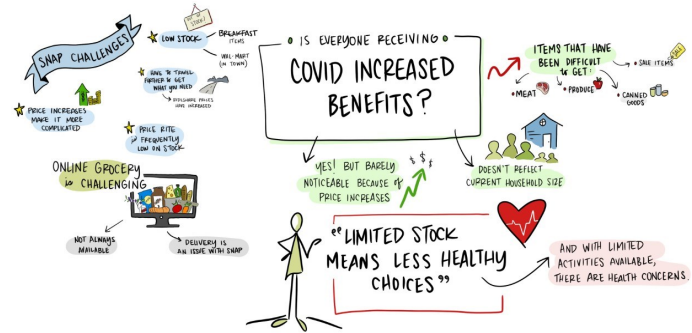 SNAP CHALLENGES
OUT OF
STOCK!
LOW STOCK
BREAKFAST
ITEMS
WAL-MART
(IN TOWN)
HAVE TO TRAVEL
FURTHER TO GET
WHAT YOU NEED
GAS PRICES
HAVE INCREASED
PRICE INCREASES
MAKE IT MORE
COMPLICATED
PRICE RITE
IS FREQUENTLY
LOW ON STOCK
ONLINE GROCERY
IS CHALLENGING
NOT ALWAYS
AVAILABLE
DELIVERY IS
AN ISSUE WITH SNAP
IS EVERYONE RECEIVING
COVID INCREASED
BENEFITS?
YES! BUT BARELY
NOTICEABLE BECAUSE OF
PRICE INCREASES
$ $ $
DOESN'T REFLECT
CURRENT HOUSEHOLD SIZE
ITEMS THAT HAVE
BEEN DIFFICULT
to GET:
SALE
SALE ITEMS
MEAT
PRODUCE
CANNED
GOODS
"LIMITED STOCK
MEANS LESS HEALTHY
CHOICES"
AND WITH LIMITED
ACTIVITIES AVAILABLE,
THERE ARE HEALTH CONCERNS.